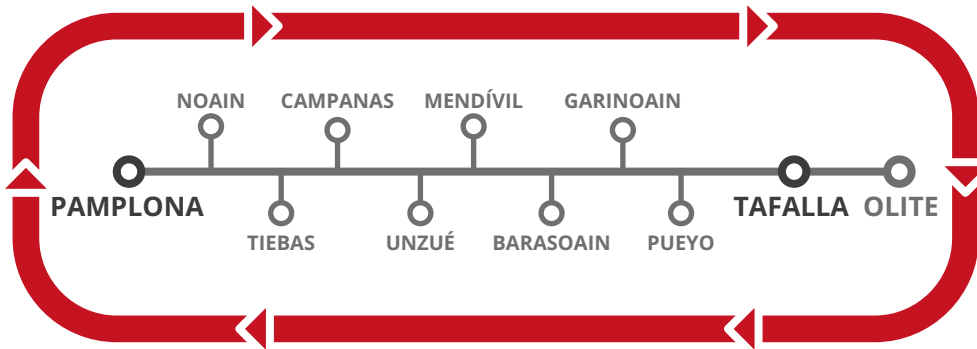 NOAIN CAMPANAS MENDÍVIL GARINOAIN
PAMPLONA TAFALLA OLITE
TIEBAS UNZUÉ BARASOAIN PUEYO